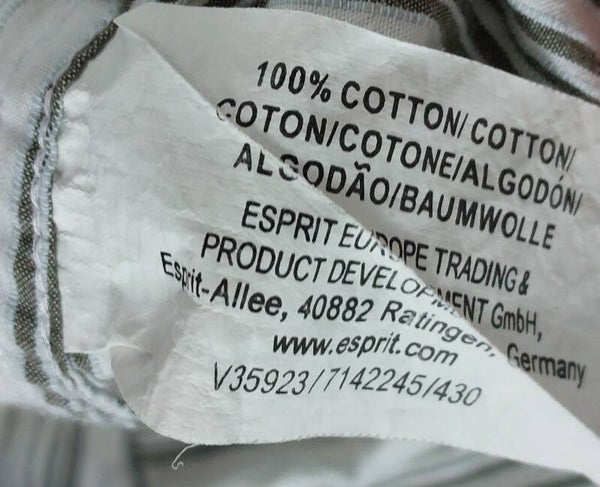 100% COTTON/ COTTON/
COTON/COTONE/ALGODÓN/
ALGODÃO/BAUMWOLLE
ESPRIT EUROPE TRADING &
PRODUCT DEVELOPMENT GmbH,
Esprit-Allee, 40882 Ratingen, Germany
www.esprit.com
V35923/7142245/430